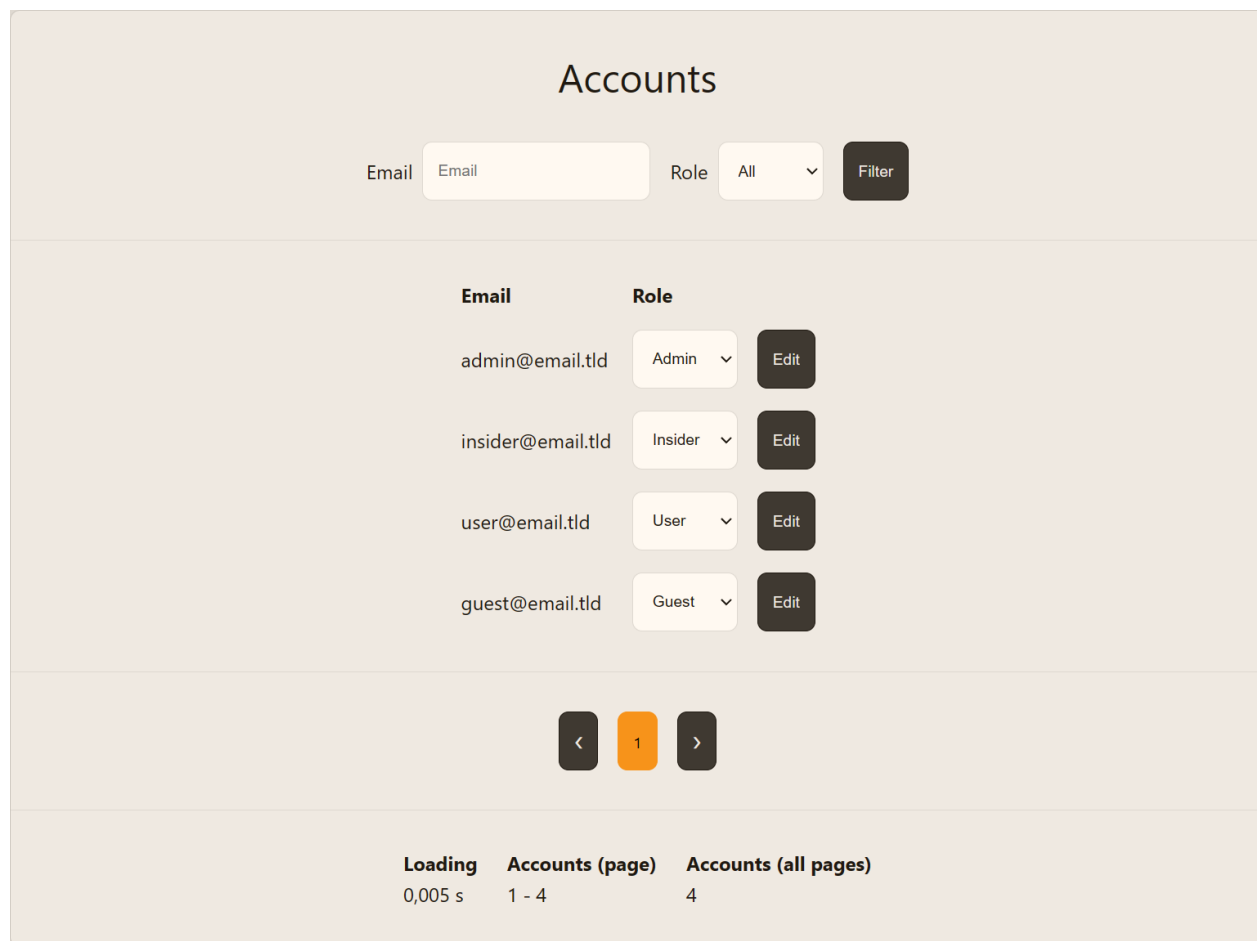 Accounts
Email Email Role All Filter
Email Role
admin@email.tld Admin Edit
insider@email.tld Insider Edit
user@email.tld User Edit
guest@email.tld Guest Edit
‹ 1 ›
Loading Accounts (page) Accounts (all pages)
0,005 s 1 - 4 4